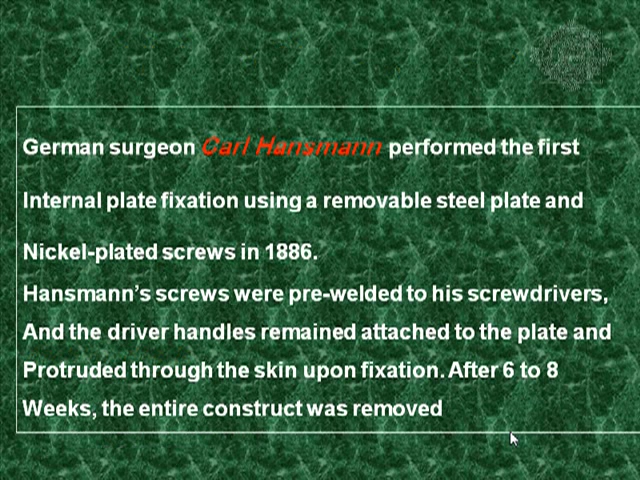 German surgeon Carl Hansmann performed the first
Internal plate fixation using a removable steel plate and
Nickel-plated screws in 1886.
Hansmann's screws were pre-welded to his screwdrivers,
And the driver handles remained attached to the plate and
Protruded through the skin upon fixation. After 6 to 8
Weeks, the entire construct was removed